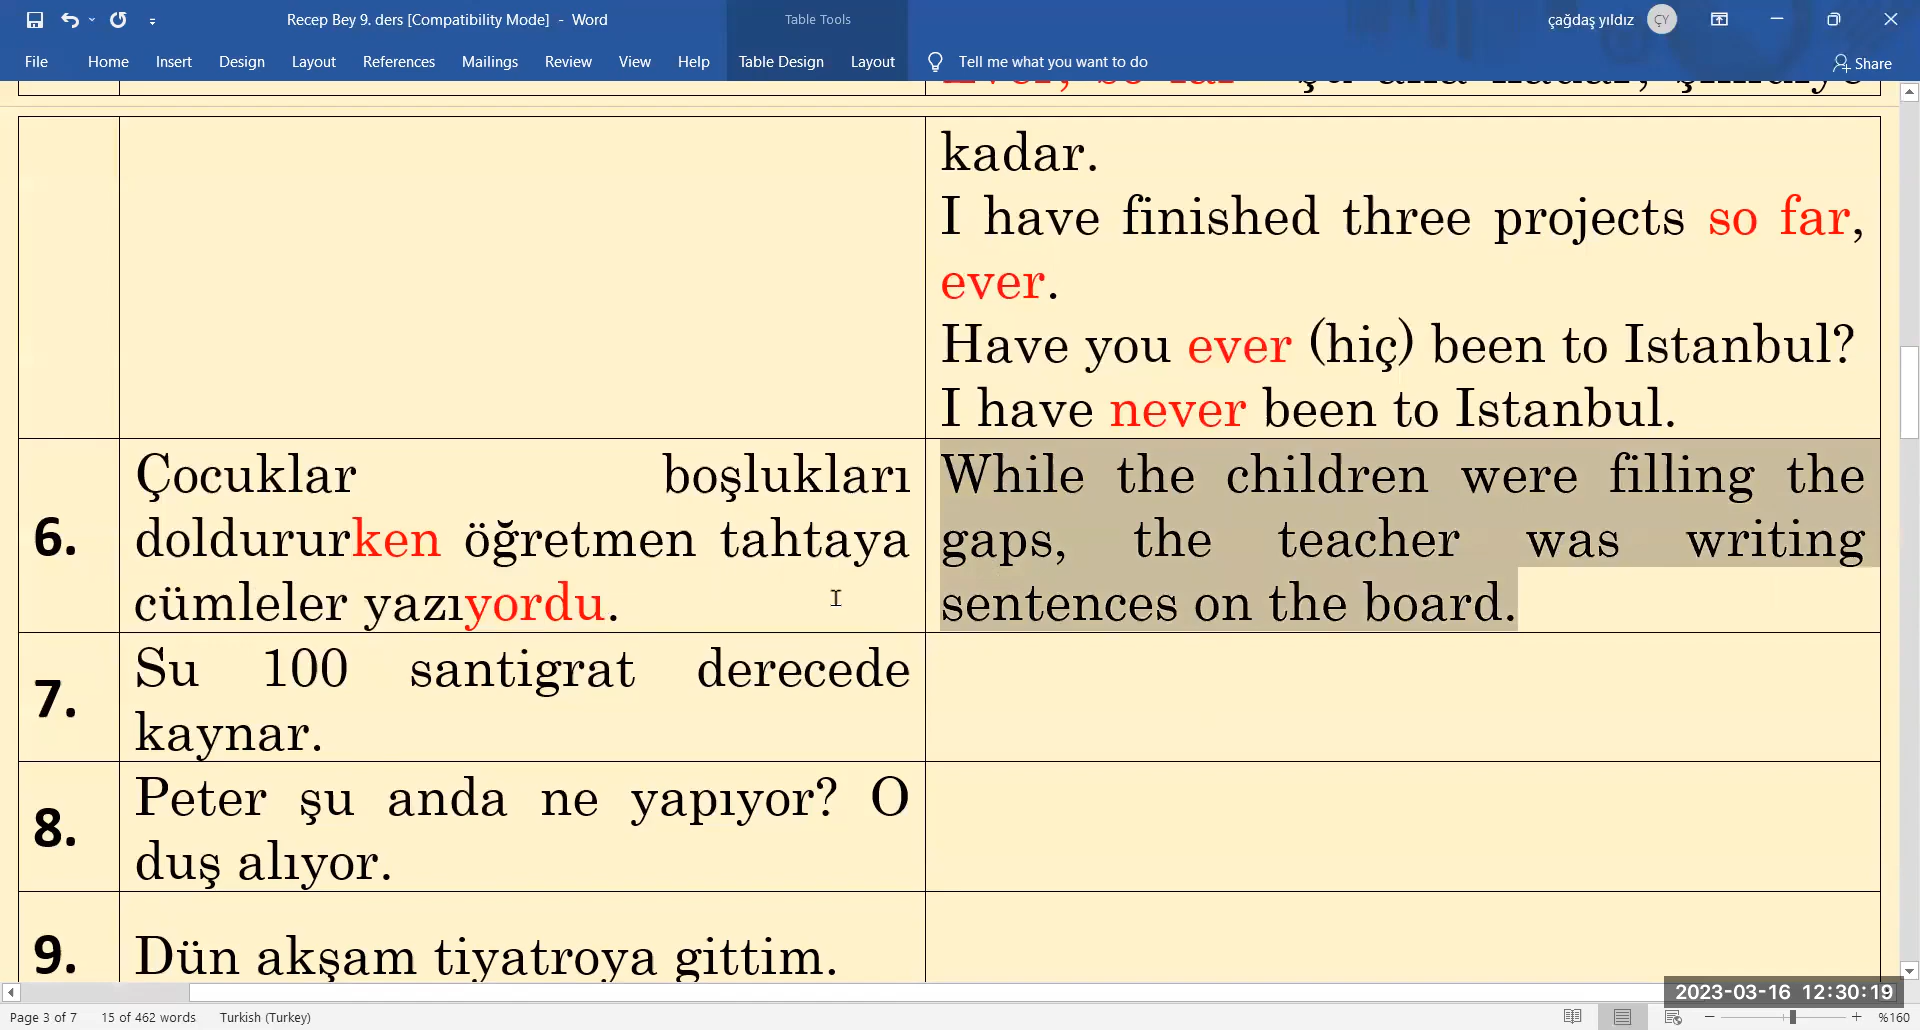 Recep Bey 9. ders [Compatibility Mode] - Word
Table Tools
çağdaş yıldız
ÇY
File Home Insert Design Layout References Mailings Review View Help Table Design Layout Tell me what you want to do Share
kadar.
I have finished three projects so far,
ever.
Have you ever (hiç) been to Istanbul?
I have never been to Istanbul.
6.
Çocuklar boşlukları
doldururken öğretmen tahtaya
cümleler yazıyordu.
While the children were filling the
gaps, the teacher was writing
sentences on the board.
7.
Su 100 santigrat derecede
kaynar.
8.
Peter şu anda ne yapıyor? O
duş alıyor.
9.
Dün akşam tiyatroya gittim.
2023-03-16 12:30:19
Page 3 of 7 15 of 462 words Turkish (Turkey) %160